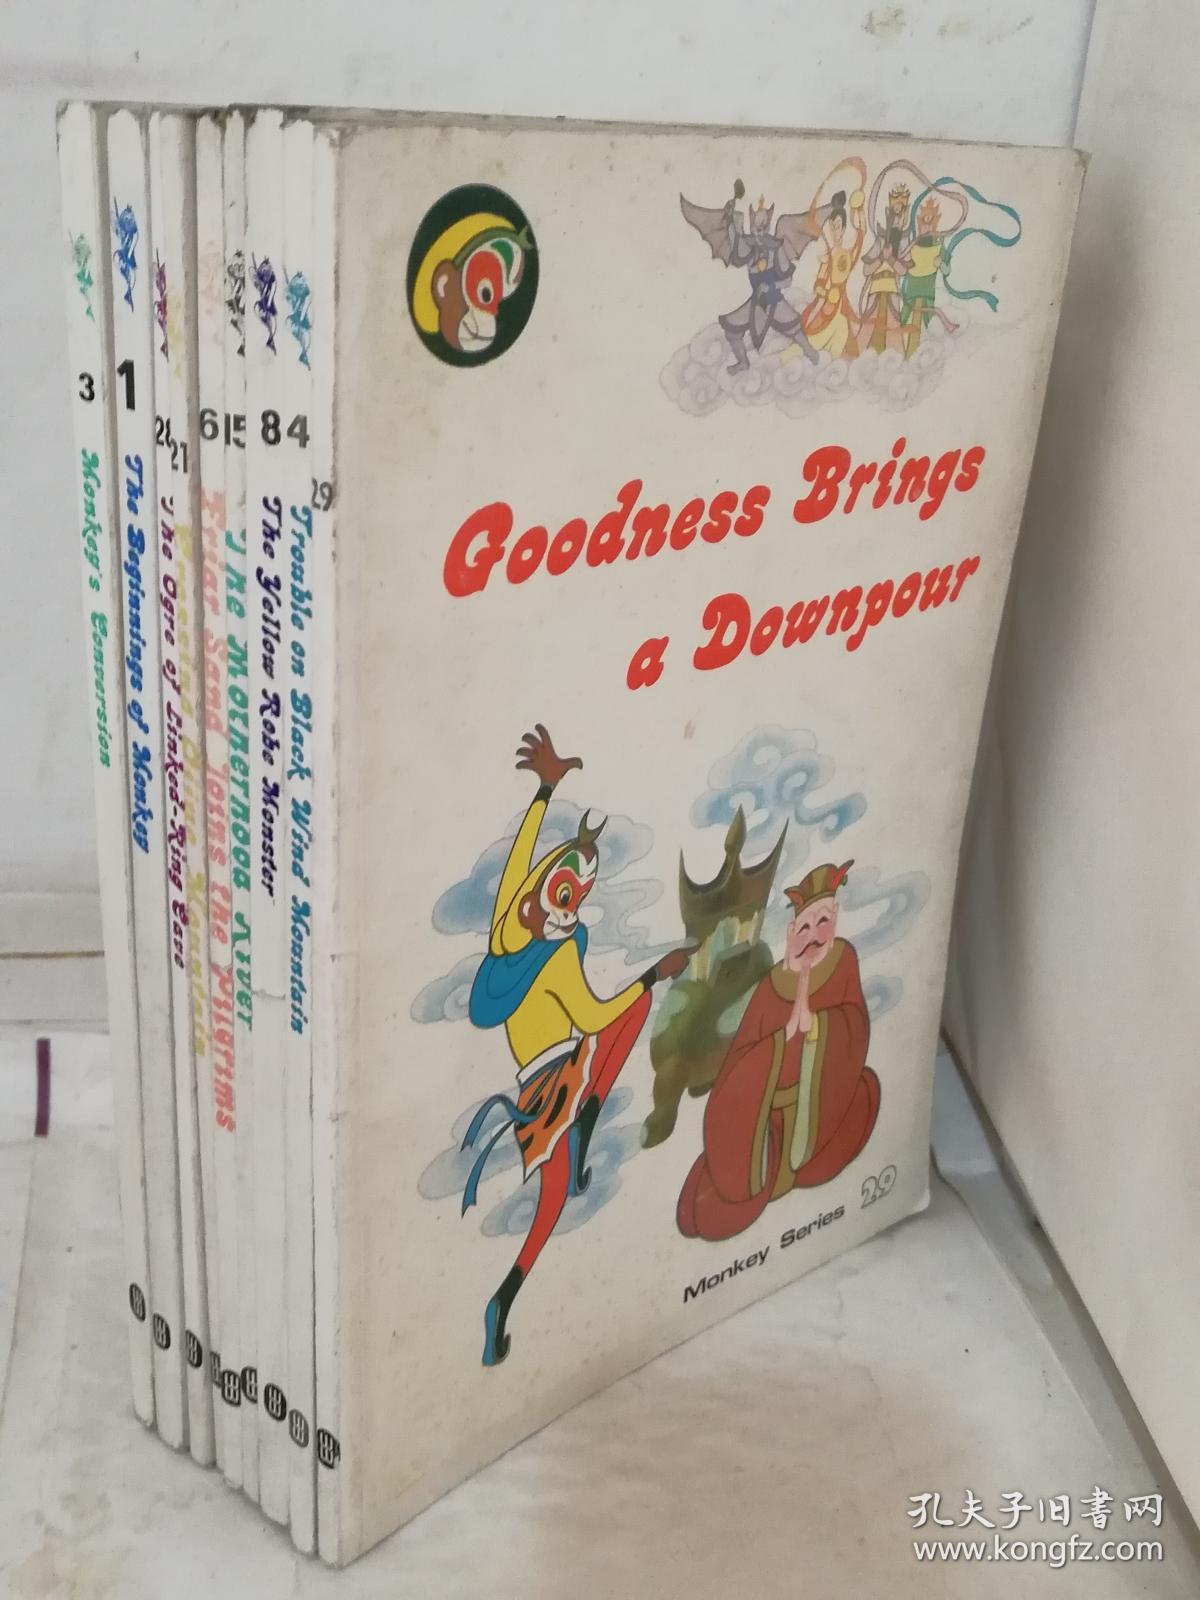 3 Monkey's Conversion
1 The Beginnings of Monkey
28 The Ogre of Linked-Ring Cave
21
6 Friar Sand Joins the Pilgrims
15 The Motherhood River
8 The Yellow Robe Monster
4 Trouble on Black Wind Mountain
29
Goodness Brings
a Downpour
Monkey Series 29
孔夫子旧书网
www.kongfz.com